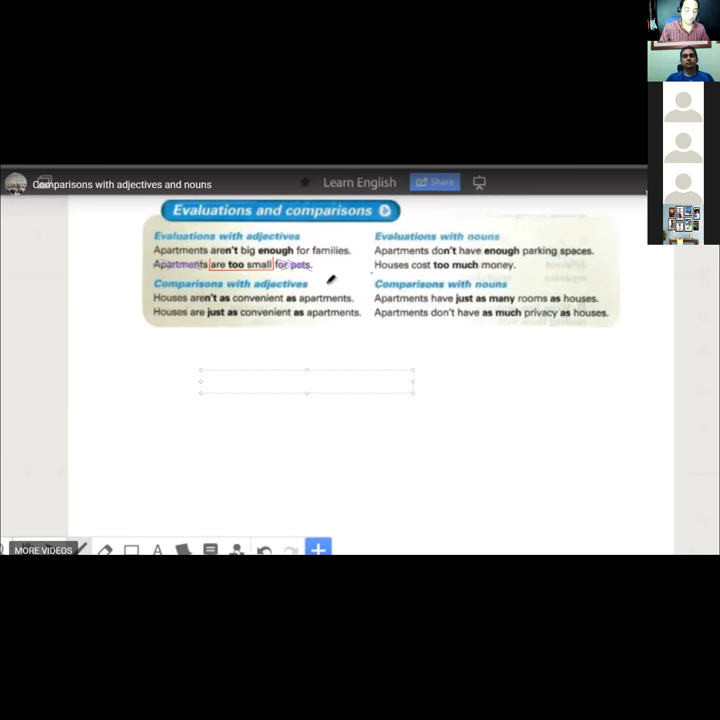 Comparisons with adjectives and nouns
Learn English
Share
Evaluations and comparisons
Evaluations with adjectives
Apartments aren't big enough for families.
Apartments are too small for pets.
Comparisons with adjectives
Houses aren't as convenient as apartments.
Houses are just as convenient as apartments.
Evaluations with nouns
Apartments don't have enough parking spaces.
Houses cost too much money.
Comparisons with nouns
Apartments have just as many rooms as houses.
Apartments don't have as much privacy as houses.
A
MORE VIDEOS